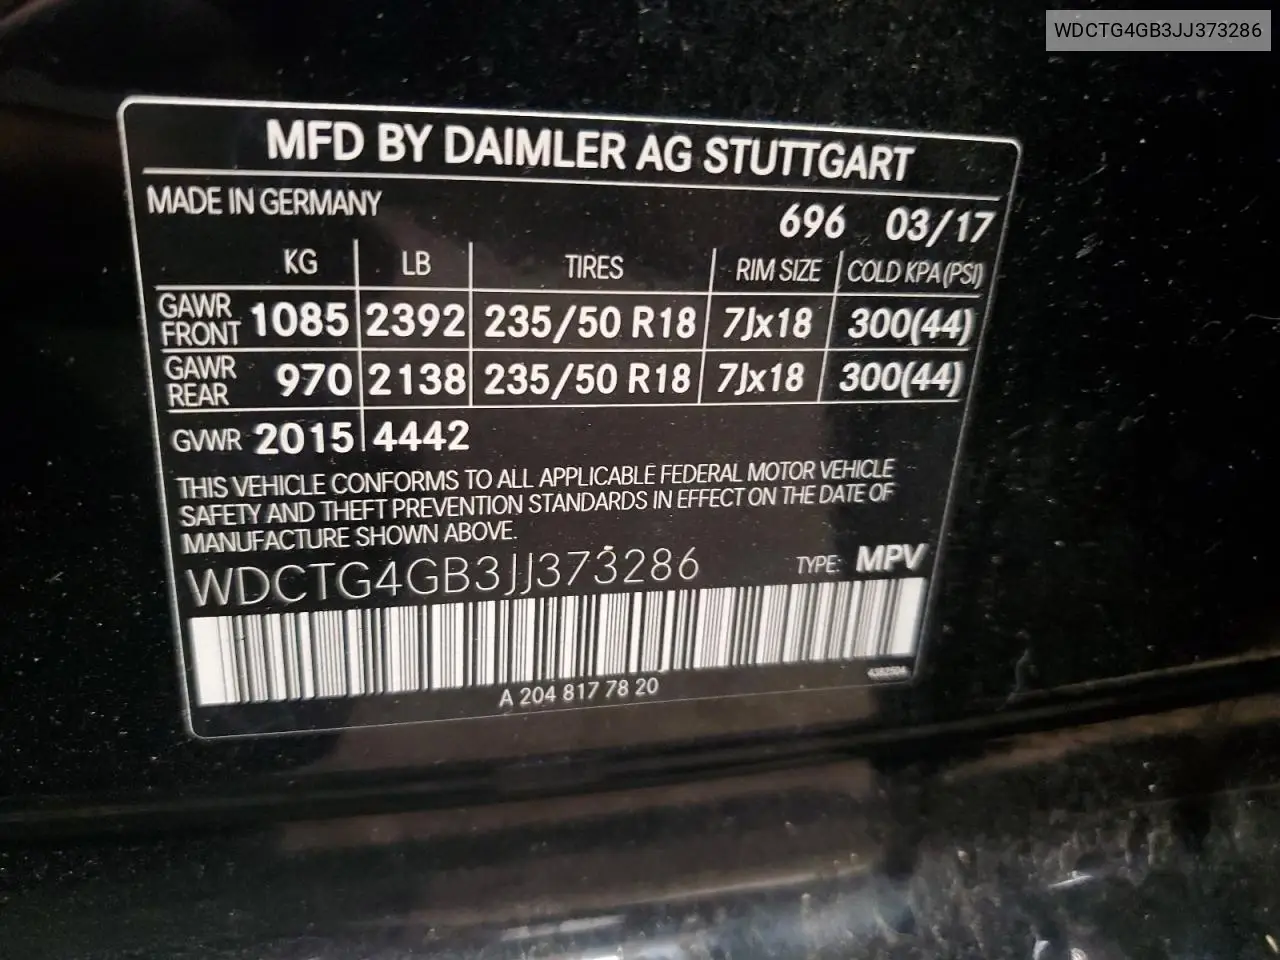 WDCTG4GB3JJ373286
MFD BY DAIMLER AG STUTTGART
MADE IN GERMANY 696 03/17
KG LB TIRES RIM SIZE COLD KPA (PSI)
GAWR FRONT 1085 2392 235/50 R18 7Jx18 300(44)
GAWR REAR 970 2138 235/50 R18 7Jx18 300(44)
GVWR 2015 4442
THIS VEHICLE CONFORMS TO ALL APPLICABLE FEDERAL MOTOR VEHICLE
SAFETY AND THEFT PREVENTION STANDARDS IN EFFECT ON THE DATE OF
MANUFACTURE SHOWN ABOVE.
WDCTG4GB3JJ373286 TYPE: MPV
A 204 817 78 20